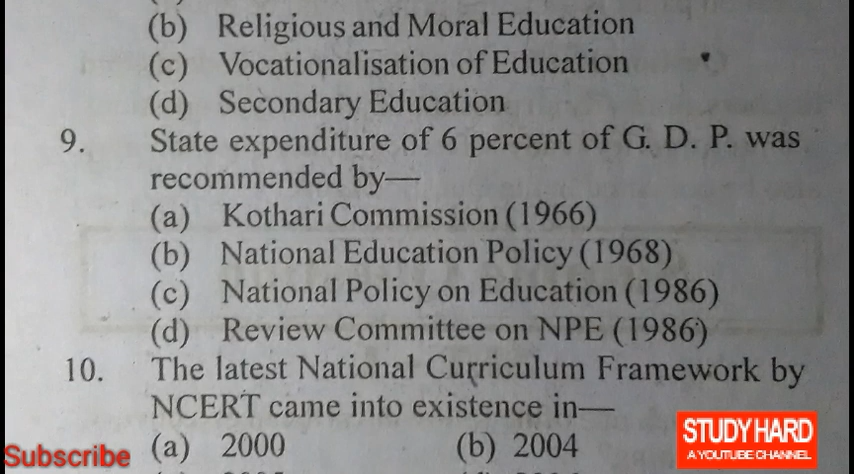 (b) Religious and Moral Education
(c) Vocationalisation of Education
(d) Secondary Education
9. State expenditure of 6 percent of G. D. P. was
recommended by—
(a) Kothari Commission (1966)
(b) National Education Policy (1968)
(c) National Policy on Education (1986)
(d) Review Committee on NPE (1986)
10. The latest National Curriculum Framework by
NCERT came into existence in—
(a) 2000 (b) 2004
Subscribe
STUDY HARD
A YOUTUBE CHANNEL